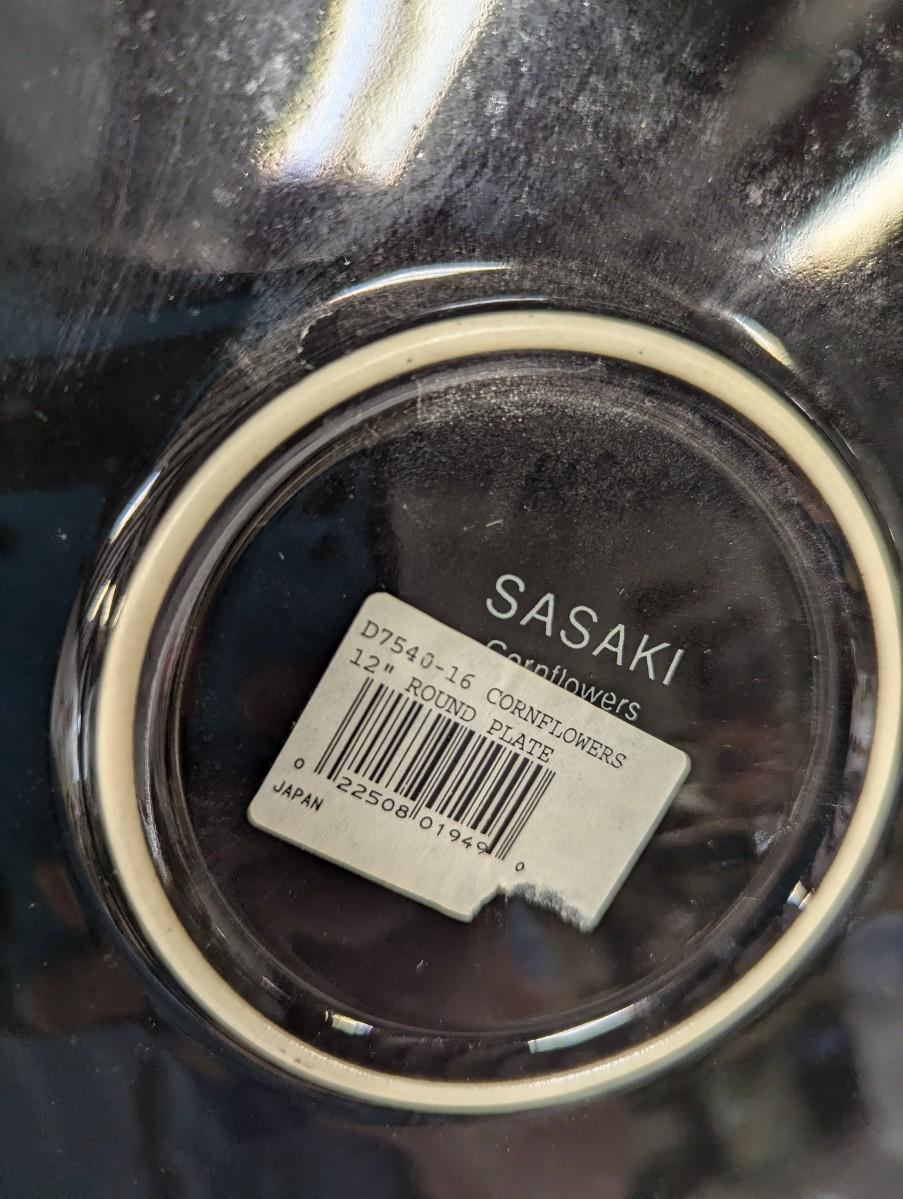 SASAKI
Cornflowers
D7540-16 CORNFLOWERS
12" ROUND PLATE
0 22508 01949 0
JAPAN